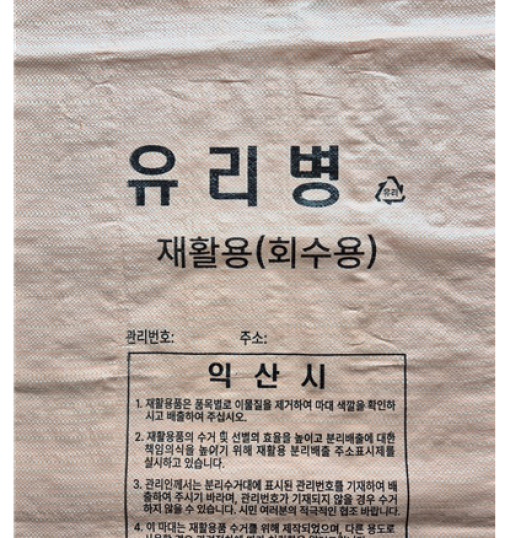 유리병
유리
재활용(회수용)
관리번호: 주소:
익 산 시
1. 재활용품은 품목별로 이물질을 제거하여 마대 색깔을 확인하
시고 배출하여 주십시오.
2. 재활용품의 수거 및 선별의 효율을 높이고 분리배출에 대한
책임의식을 높이기 위해 재활용 분리배출 주소표시제를
실시하고 있습니다.
3. 관리인께서는 분리수거대에 표시된 관리번호를 기재하여 배
출하여 주시기 바라며, 관리번호가 기재되지 않을 경우 수거
하지 않을 수 있습니다. 시민 여러분의 적극적인 협조 바랍니다.
4. 이 마대는 재활용품 수거를 위해 제작되었으며, 다른 용도로